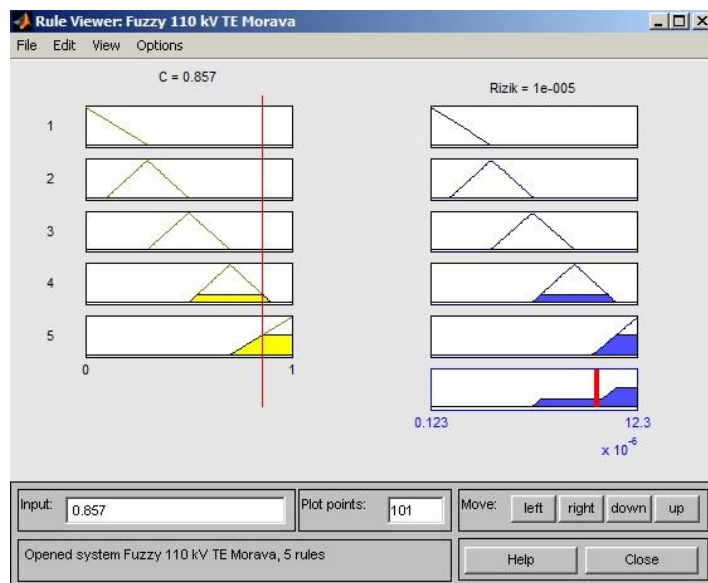 Rule Viewer: Fuzzy 110 kV TE Morava
File Edit View Options
C = 0.857
Rizik = 1e-005
1
2
3
4
5
0 1
0.123 12.3
x 10^-6
Input: 0.857
Plot points: 101
Move: left right down up
Opened system Fuzzy 110 kV TE Morava, 5 rules
Help Close